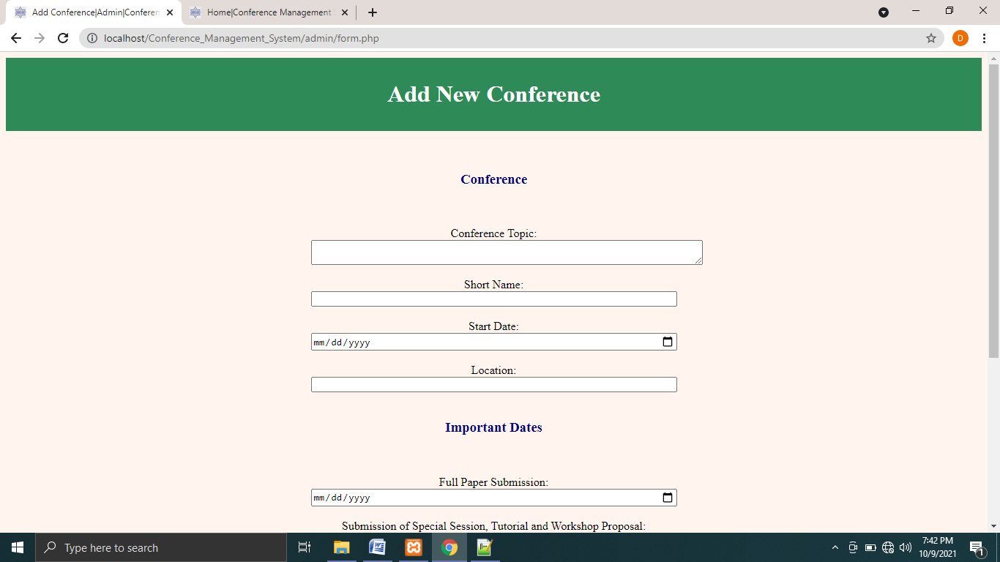 Add Conference|Admin|Conferen
Home|Conference Management
D
localhost/Conference_Management_System/admin/form.php
Add New Conference
Conference
Conference Topic:
Short Name:
Start Date:
mm/dd/yyyy
Location:
Important Dates
Full Paper Submission:
mm/dd/yyyy
Submission of Special Session, Tutorial and Workshop Proposal:
Type here to search
7:42 PM
10/9/2021
1